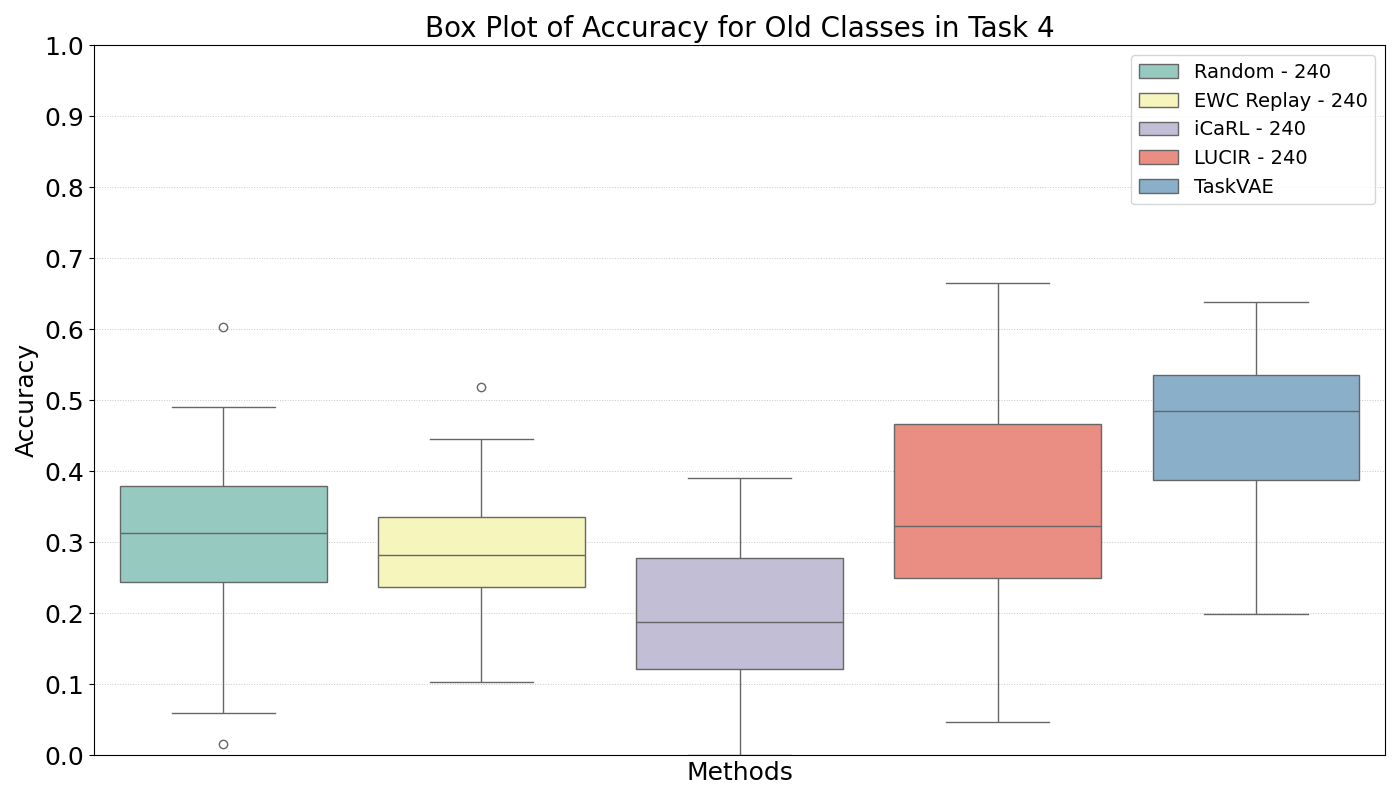 Box Plot of Accuracy for Old Classes in Task 4
1.0
0.9
0.8
0.7
0.6
0.5
0.4
0.3
0.2
0.1
0.0
Accuracy
Methods
Random - 240
EWC Replay - 240
iCaRL - 240
LUCIR - 240
TaskVAE